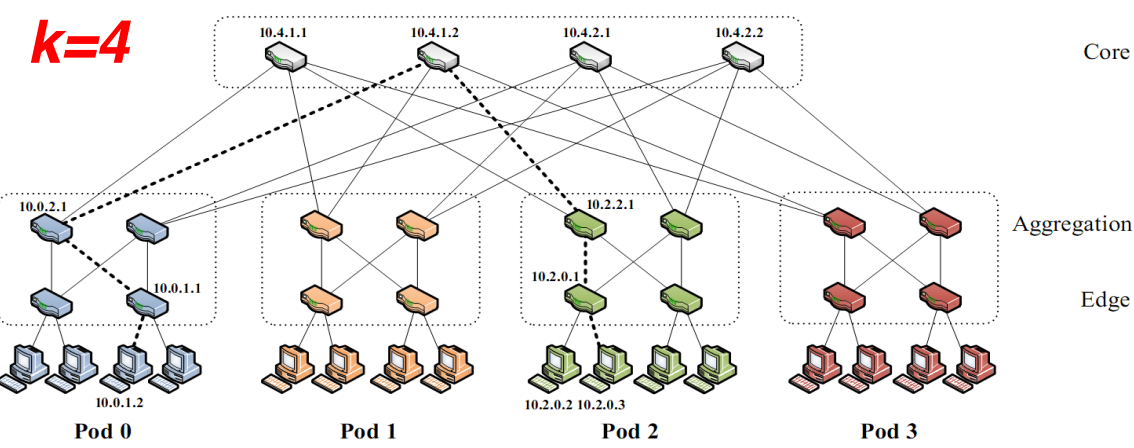 k=4
10.4.1.1 10.4.1.2 10.4.2.1 10.4.2.2
Core
10.0.2.1 10.2.2.1
Aggregation
10.2.0.1
10.0.1.1
Edge
10.0.1.2
10.2.0.2 10.2.0.3
Pod 0 Pod 1 Pod 2 Pod 3